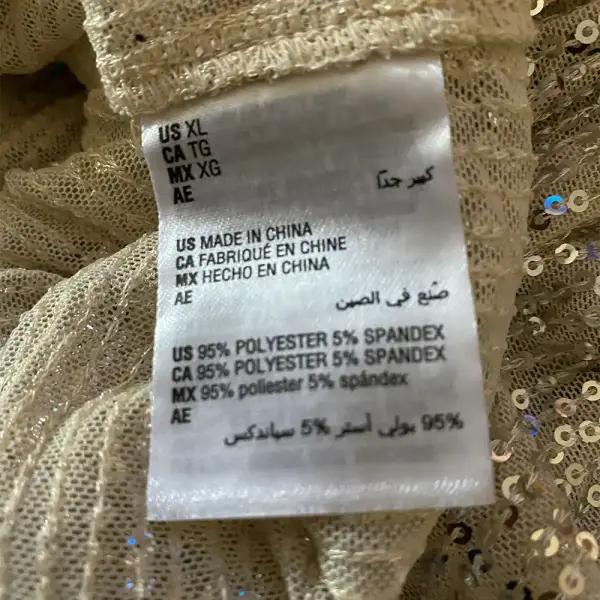 US XL
CA TG
MX XG
AE
كبير جدًا
US MADE IN CHINA
CA FABRIQUÉ EN CHINE
MX HECHO EN CHINA
AE
صُنع في الصين
US 95% POLYESTER 5% SPANDEX
CA 95% POLYESTER 5% SPANDEX
MX 95% poliester 5% spándex
AE
95% بولي أستر 5% سباندكس